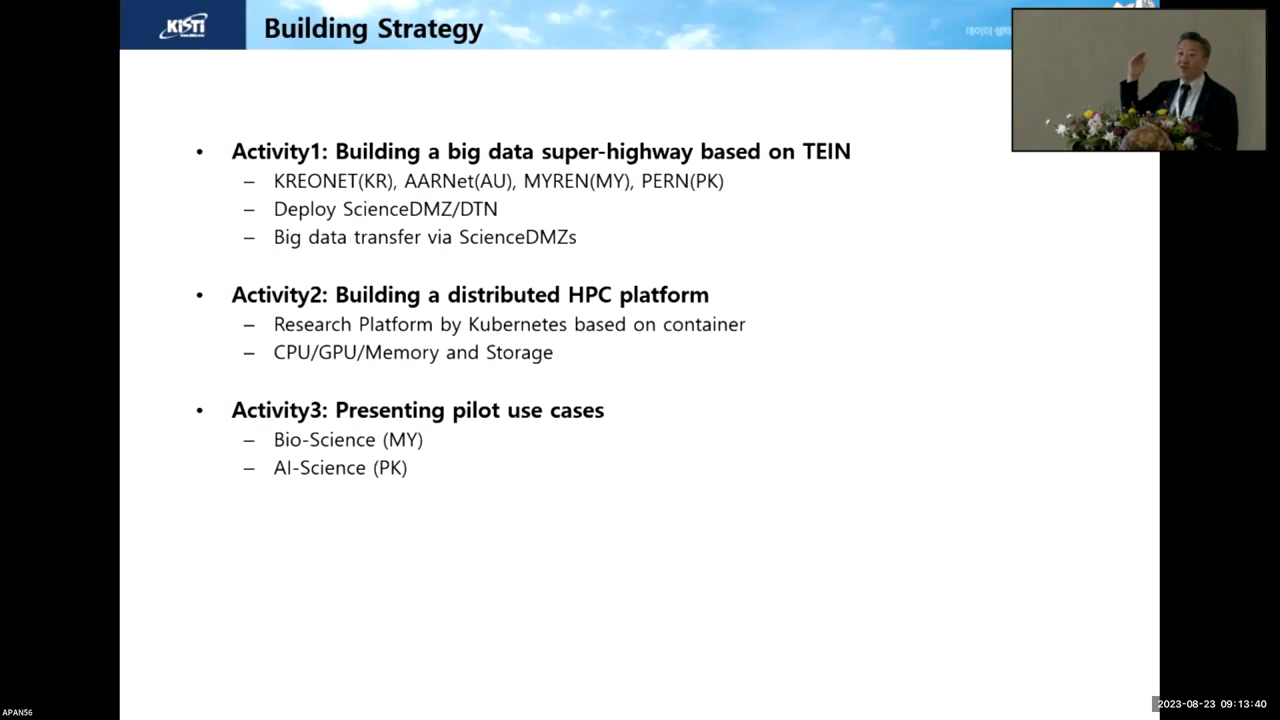 KiSTi
Building Strategy
데이터
• Activity1: Building a big data super-highway based on TEIN
– KREONET(KR), AARNet(AU), MYREN(MY), PERN(PK)
– Deploy ScienceDMZ/DTN
– Big data transfer via ScienceDMZs
• Activity2: Building a distributed HPC platform
– Research Platform by Kubernetes based on container
– CPU/GPU/Memory and Storage
• Activity3: Presenting pilot use cases
– Bio-Science (MY)
– AI-Science (PK)
APAN56
2023-08-23 09:13:40